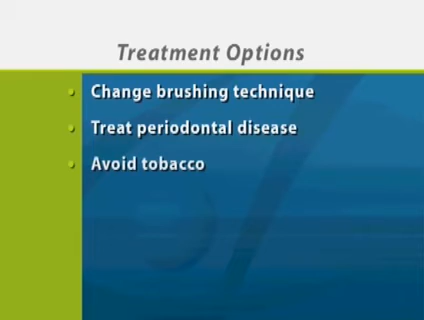 Treatment Options
• Change brushing technique
• Treat periodontal disease
• Avoid tobacco